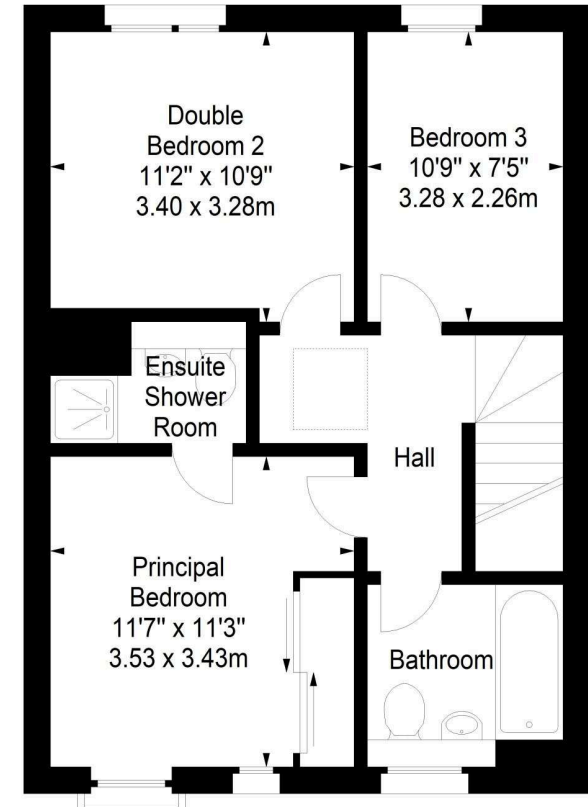 Double
Bedroom 2
11'2" x 10'9"
3.40 x 3.28m
Bedroom 3
10'9" x 7'5"
3.28 x 2.26m
Ensuite
Shower
Room
Hall
Principal
Bedroom
11'7" x 11'3"
3.53 x 3.43m
Bathroom